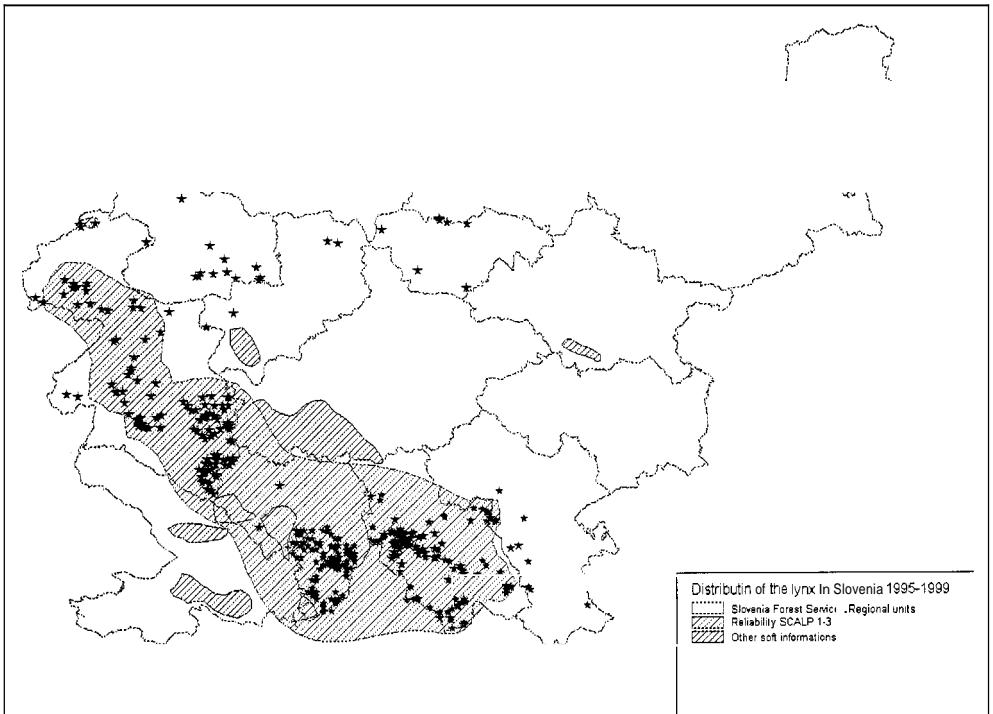 Distributin of the lynx In Slovenia 1995-1999
Slovenia Forest Servic - Regional units
Reliability SCALP 1-3
Other soft informations